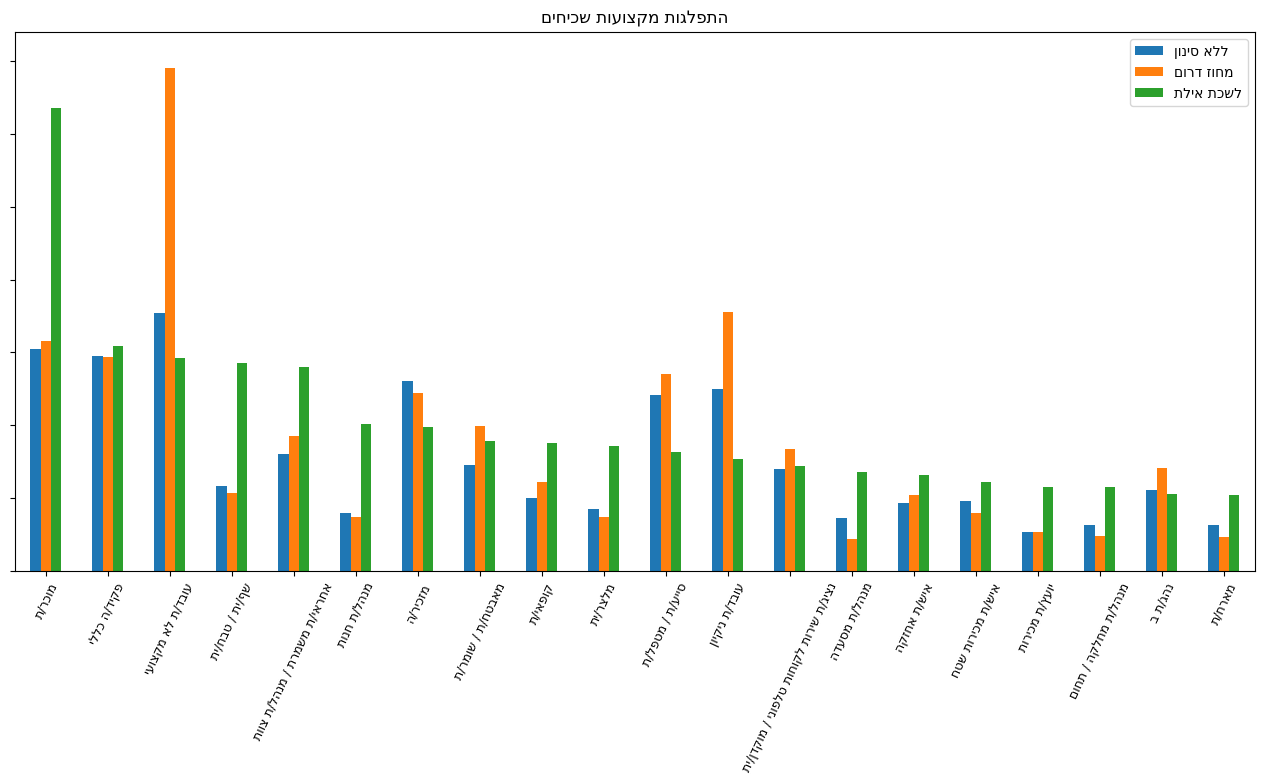 התפלגות מקצועות שכיחים
ללא סינון
מחוז דרום
לשכת אילת
מוכר/ת
פקיד/ה כללי
עובד/ת לא מקצועי
שף/ית / טבח/ית
אחראי/ת משמרת / מנהל/ת צוות
מנהל/ת חנות
מזכיר/ה
מאבטח/ת / שומר/ת
קופאי/ת
מלצר/ית
סייע/ת / מטפל/ת
עובד/ת ניקיון
נציג/ת שירות לקוחות טלפוני / מוקדן/ית
מנהל/ת מסעדה
איש/ת אחזקה
איש/ת מכירות שטח
יועץ/ת מכירות
מנהל/ת מחלקה / תחום
נהג/ת ב
מארח/ת